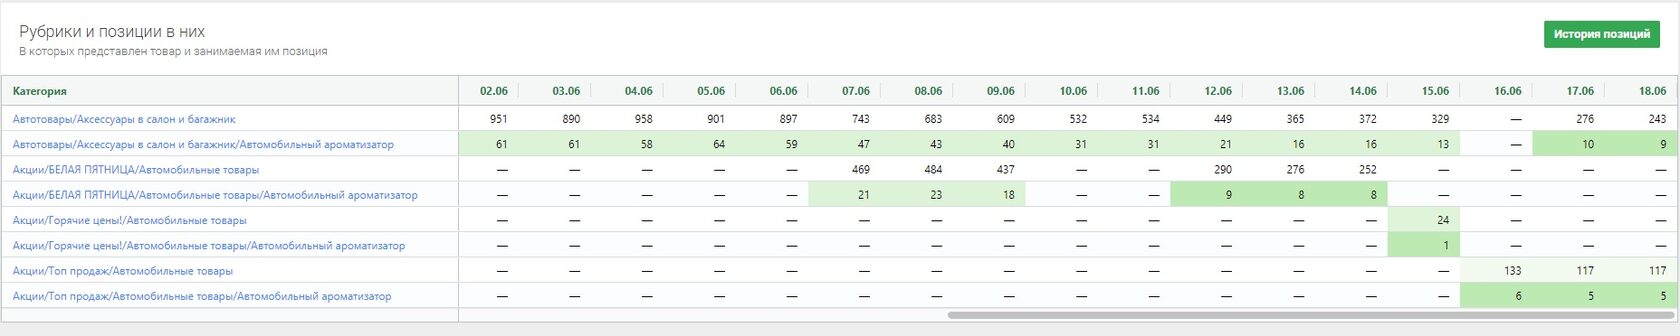 Рубрики и позиции в них
История позиций
В которых представлен товар и занимаемая им позиция
Категория 02.06 03.06 04.06 05.06 06.06 07.06 08.06 09.06 10.06 11.06 12.06 13.06 14.06 15.06 16.06 17.06 18.06
Автотовары/Аксессуары в салон и багажник 951 890 958 901 897 743 683 609 532 534 449 365 372 329 — 276 243
Автотовары/Аксессуары в салон и багажник/Автомобильный ароматизатор 61 61 58 64 59 47 43 40 31 31 21 16 16 13 — 10 9
Акции/БЕЛАЯ ПЯТНИЦА/Автомобильные товары — — — — — 469 484 437 — — 290 276 252 — — — —
Акции/БЕЛАЯ ПЯТНИЦА/Автомобильные товары/Автомобильный ароматизатор — — — — — 21 23 18 — — 9 8 8 — — — —
Акции/Горячие цены!/Автомобильные товары — — — — — — — — — — — — — 24 — — —
Акции/Горячие цены!/Автомобильные товары/Автомобильный ароматизатор — — — — — — — — — — — — — 1 — — —
Акции/Топ продаж/Автомобильные товары — — — — — — — — — — — — — — 133 117 117
Акции/Топ продаж/Автомобильные товары/Автомобильный ароматизатор — — — — — — — — — — — — — — 6 5 5